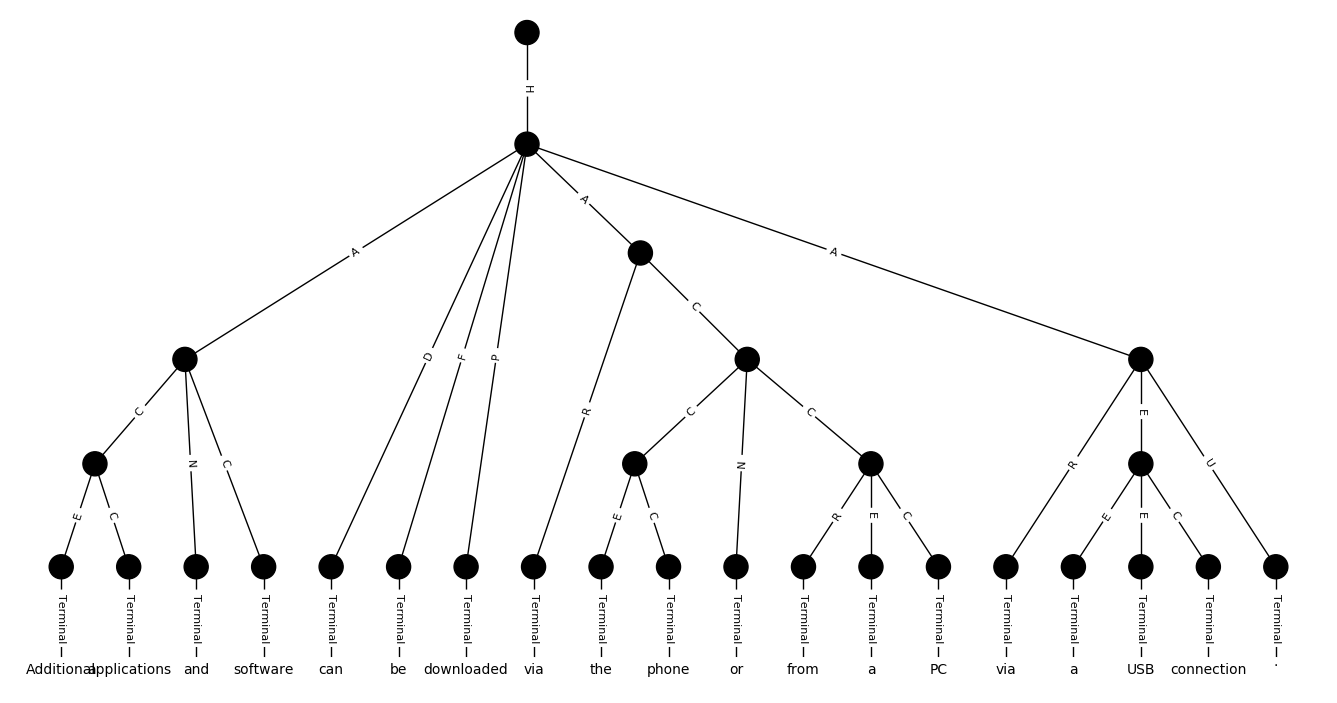 H
A A
D F P A
C
C N C R C N C R E U
E C E C R E C E E C
Terminal Terminal Terminal Terminal Terminal Terminal Terminal Terminal Terminal Terminal Terminal Terminal Terminal Terminal Terminal Terminal Terminal Terminal Terminal
Additional applications and software can be downloaded via the phone or from a PC via a USB connection .